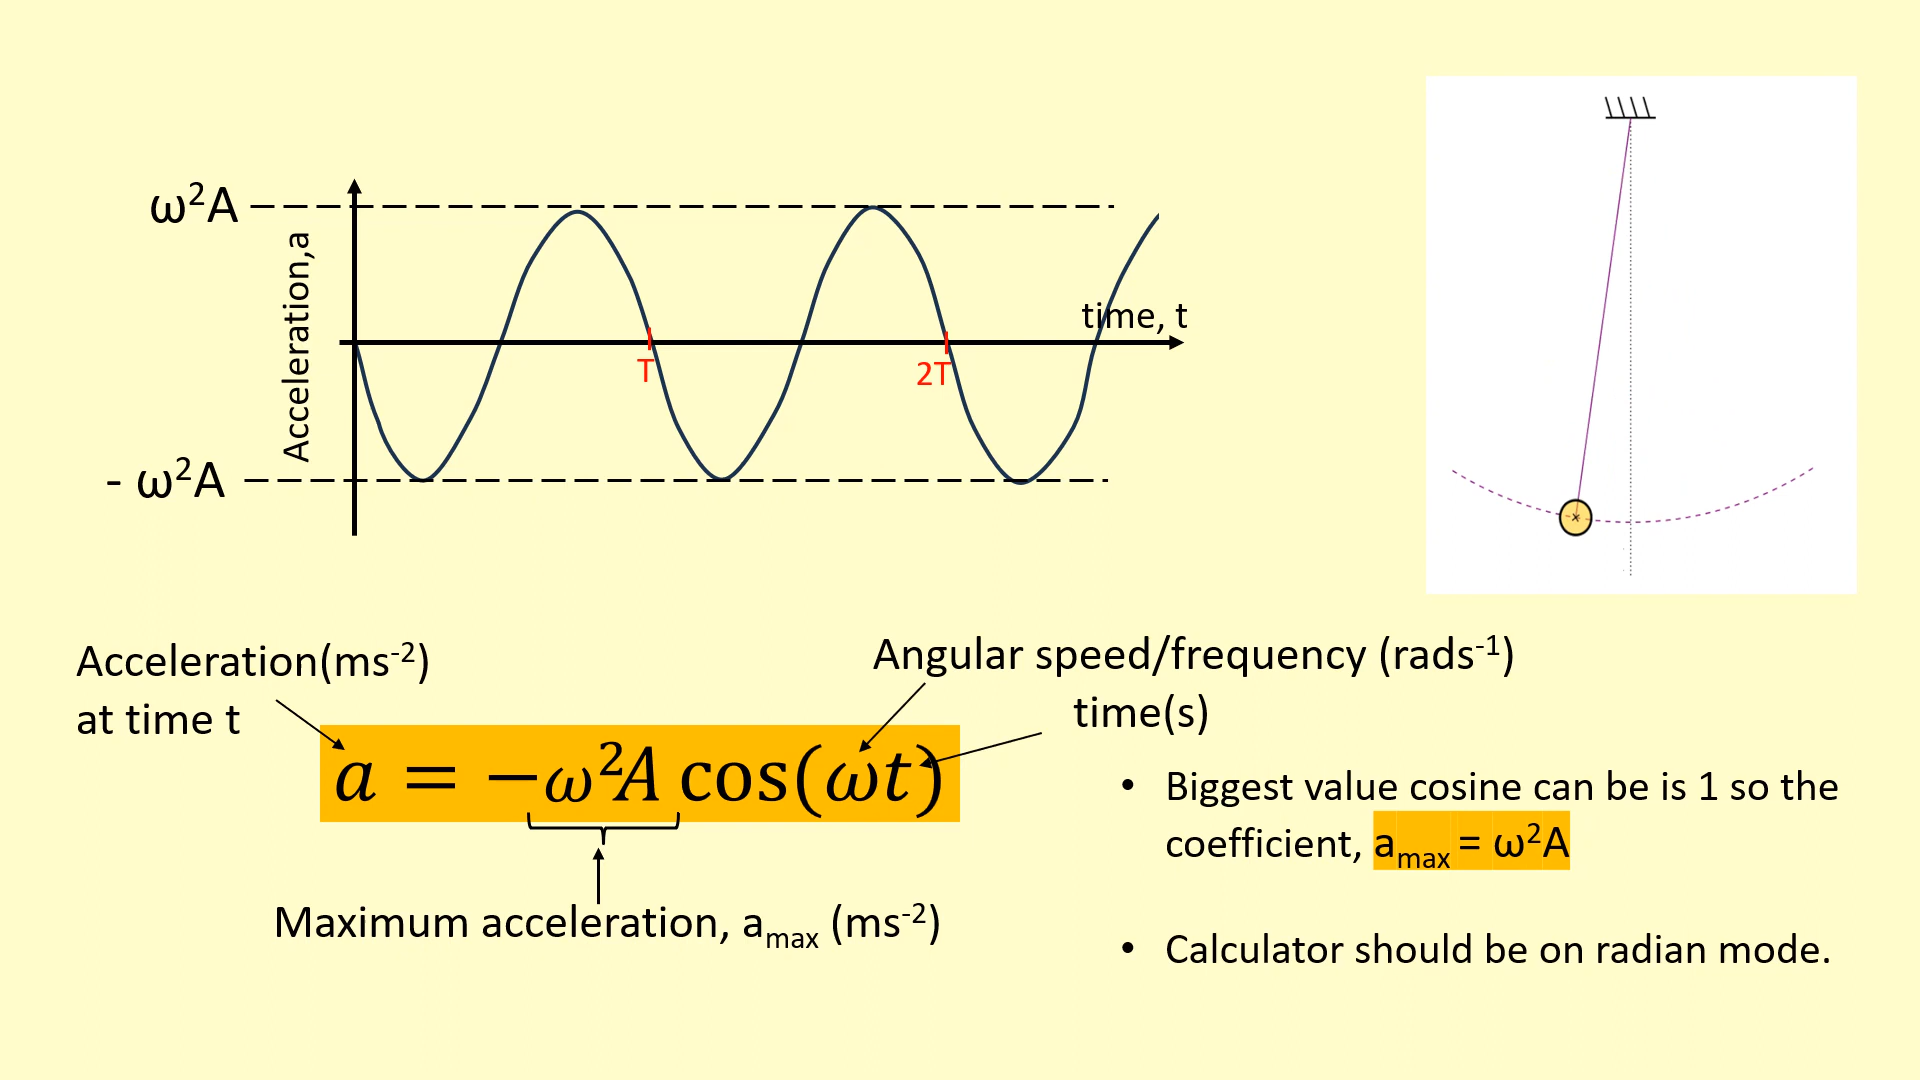 ω²A
Acceleration,a
time, t
T
2T
- ω²A
Acceleration(ms⁻²)
at time t
Angular speed/frequency (rads⁻¹)
time(s)
a = −ω²A cos(ωt)
Maximum acceleration, aₘₐₓ (ms⁻²)
• Biggest value cosine can be is 1 so the
coefficient, aₘₐₓ = ω²A
• Calculator should be on radian mode.